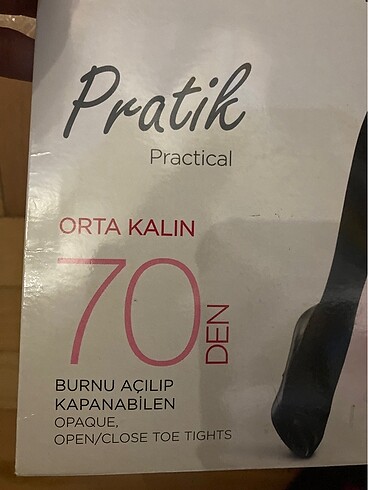 Pratik
Practical
ORTA KALIN
70 DEN
BURNU AÇILIP
KAPANABİLEN
OPAQUE,
OPEN/CLOSE TOE TIGHTS